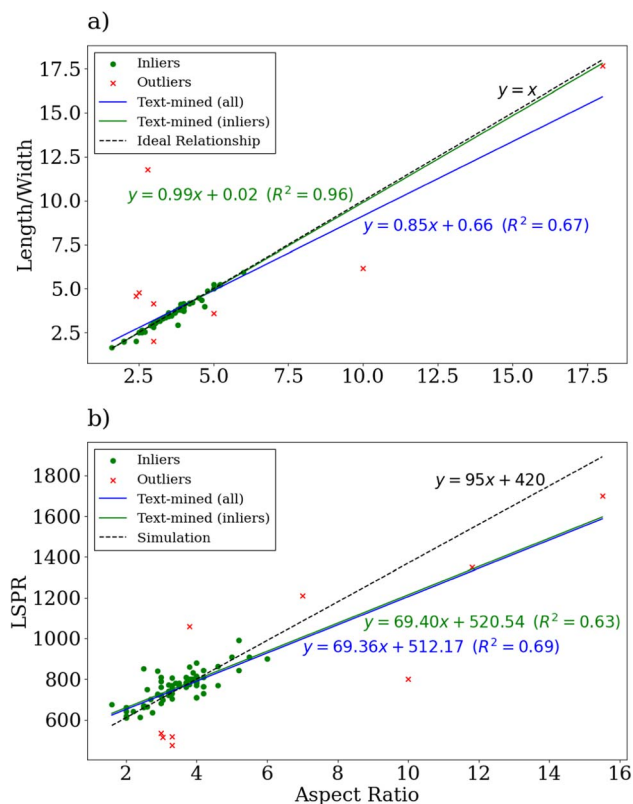 a)
17.5
15.0
12.5
10.0
7.5
5.0
2.5
Length/Width
Inliers
Outliers
Text-mined (all)
Text-mined (inliers)
Ideal Relationship
y = x
y = 0.99x + 0.02 (R² = 0.96)
y = 0.85x + 0.66 (R² = 0.67)
2.5 5.0 7.5 10.0 12.5 15.0 17.5
b)
1800
1600
1400
1200
1000
800
600
LSPR
Inliers
Outliers
Text-mined (all)
Text-mined (inliers)
Simulation
y = 95x + 420
y = 69.40x + 520.54 (R² = 0.63)
y = 69.36x + 512.17 (R² = 0.69)
2 4 6 8 10 12 14 16
Aspect Ratio